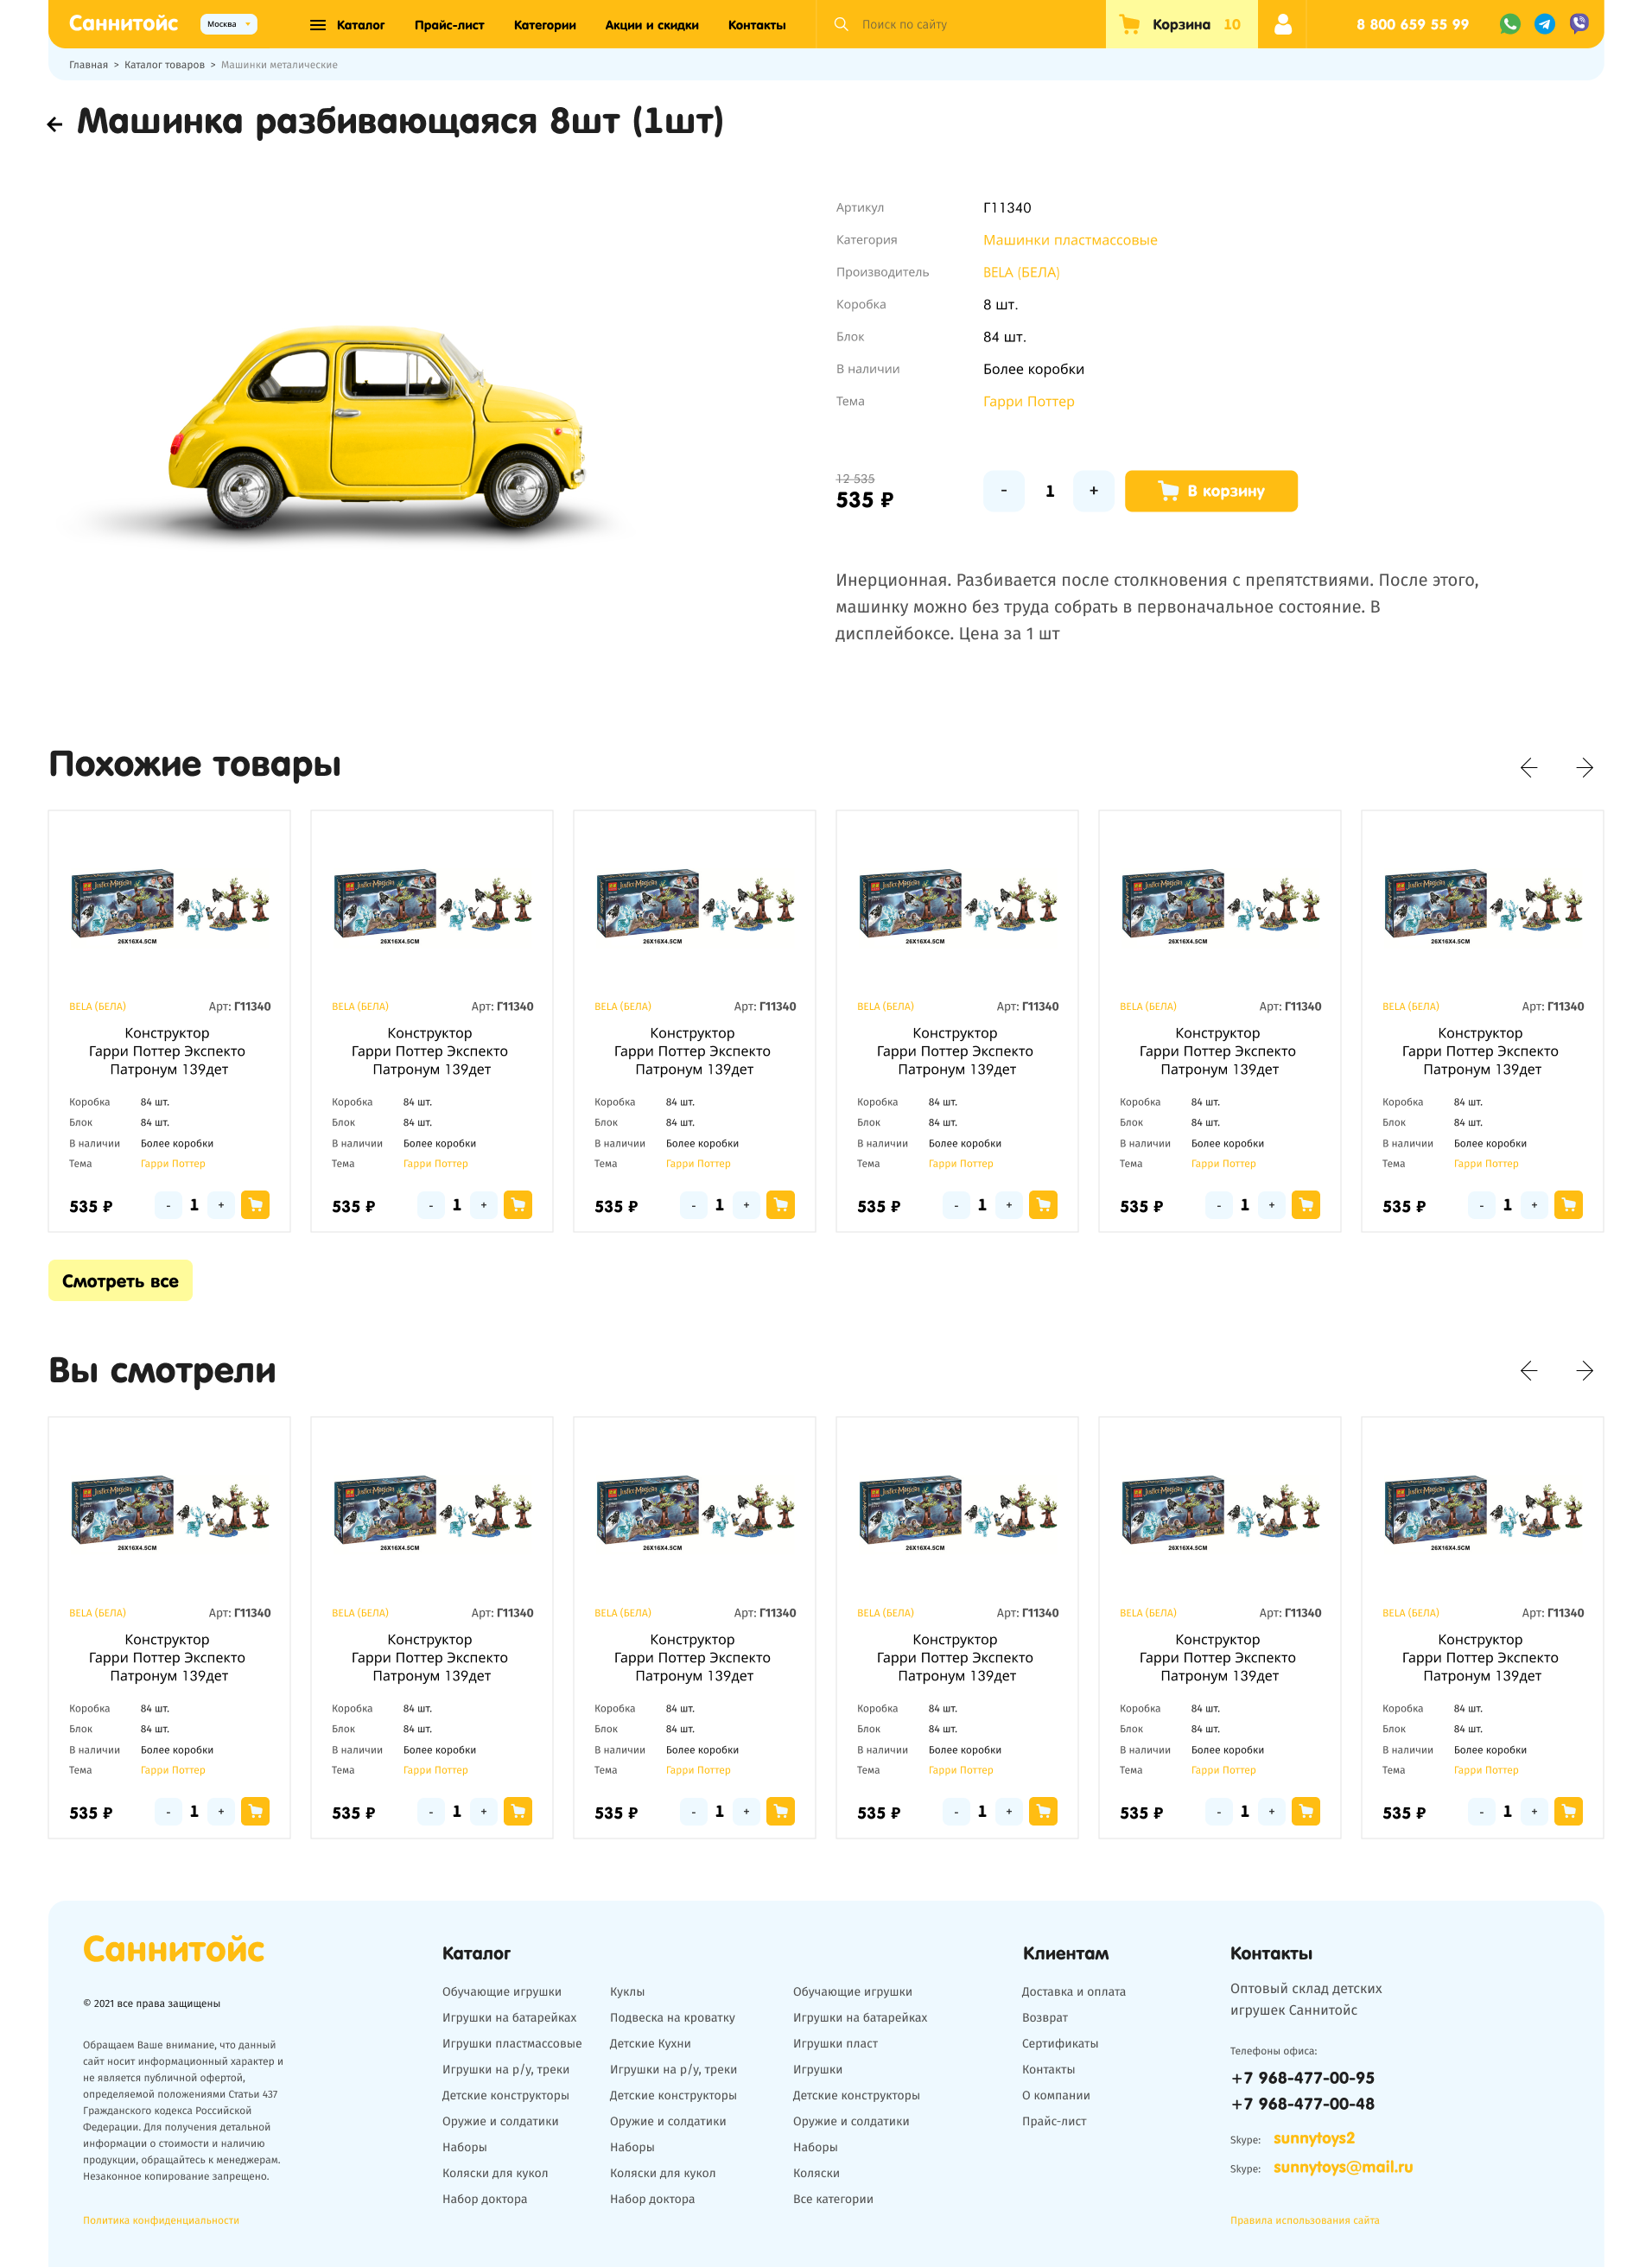 Саннитойс Москва Каталог Прайс-лист Категории Акции и скидки Контакты Поиск по сайту Корзина 10 8 800 659 55 99
Главная > Каталог товаров > Машинки металические
Машинка разбивающаяся 8шт (1шт)
Артикул Г11340
Категория Машинки пластмассовые
Производитель BELA (БЕЛА)
Коробка 8 шт.
Блок 84 шт.
В наличии Более коробки
Тема Гарри Поттер
12 535
535 ₽ - 1 + В корзину
Инерционная. Разбивается после столкновения с препятствиями. После этого,
машинку можно без труда собрать в первоначальное состояние. В
дисплейбоксе. Цена за 1 шт
Похожие товары
26X16X4.5CM 26X16X4.5CM 26X16X4.5CM 26X16X4.5CM 26X16X4.5CM 26X16X4.5CM
BELA (БЕЛА) Арт: Г11340 BELA (БЕЛА) Арт: Г11340 BELA (БЕЛА) Арт: Г11340 BELA (БЕЛА) Арт: Г11340 BELA (БЕЛА) Арт: Г11340 BELA (БЕЛА) Арт: Г11340
Конструктор Конструктор Конструктор Конструктор Конструктор Конструктор
Гарри Поттер Экспекто Гарри Поттер Экспекто Гарри Поттер Экспекто Гарри Поттер Экспекто Гарри Поттер Экспекто Гарри Поттер Экспекто
Патронум 139дет Патронум 139дет Патронум 139дет Патронум 139дет Патронум 139дет Патронум 139дет
Коробка 84 шт. Коробка 84 шт. Коробка 84 шт. Коробка 84 шт. Коробка 84 шт. Коробка 84 шт.
Блок 84 шт. Блок 84 шт. Блок 84 шт. Блок 84 шт. Блок 84 шт. Блок 84 шт.
В наличии Более коробки В наличии Более коробки В наличии Более коробки В наличии Более коробки В наличии Более коробки В наличии Более коробки
Тема Гарри Поттер Тема Гарри Поттер Тема Гарри Поттер Тема Гарри Поттер Тема Гарри Поттер Тема Гарри Поттер
535 ₽ - 1 + 535 ₽ - 1 + 535 ₽ - 1 + 535 ₽ - 1 + 535 ₽ - 1 + 535 ₽ - 1 +
Смотреть все
Вы смотрели
26X16X4.5CM 26X16X4.5CM 26X16X4.5CM 26X16X4.5CM 26X16X4.5CM 26X16X4.5CM
BELA (БЕЛА) Арт: Г11340 BELA (БЕЛА) Арт: Г11340 BELA (БЕЛА) Арт: Г11340 BELA (БЕЛА) Арт: Г11340 BELA (БЕЛА) Арт: Г11340 BELA (БЕЛА) Арт: Г11340
Конструктор Конструктор Конструктор Конструктор Конструктор Конструктор
Гарри Поттер Экспекто Гарри Поттер Экспекто Гарри Поттер Экспекто Гарри Поттер Экспекто Гарри Поттер Экспекто Гарри Поттер Экспекто
Патронум 139дет Патронум 139дет Патронум 139дет Патронум 139дет Патронум 139дет Патронум 139дет
Коробка 84 шт. Коробка 84 шт. Коробка 84 шт. Коробка 84 шт. Коробка 84 шт. Коробка 84 шт.
Блок 84 шт. Блок 84 шт. Блок 84 шт. Блок 84 шт. Блок 84 шт. Блок 84 шт.
В наличии Более коробки В наличии Более коробки В наличии Более коробки В наличии Более коробки В наличии Более коробки В наличии Более коробки
Тема Гарри Поттер Тема Гарри Поттер Тема Гарри Поттер Тема Гарри Поттер Тема Гарри Поттер Тема Гарри Поттер
535 ₽ - 1 + 535 ₽ - 1 + 535 ₽ - 1 + 535 ₽ - 1 + 535 ₽ - 1 + 535 ₽ - 1 +
Саннитойс
© 2021 все права защищены
Обращаем Ваше внимание, что данный
сайт носит информационный характер и
не является публичной офертой,
определяемой положениями Статьи 437
Гражданского кодекса Российской
Федерации. Для получения детальной
информации о стоимости и наличию
продукции, обращайтесь к менеджерам.
Незаконное копирование запрещено.
Политика конфиденциальности
Каталог
Обучающие игрушки
Игрушки на батарейках
Игрушки пластмассовые
Игрушки на р/у, треки
Детские конструкторы
Оружие и солдатики
Наборы
Коляски для кукол
Набор доктора
Куклы
Подвеска на кроватку
Детские Кухни
Игрушки на р/у, треки
Детские конструкторы
Оружие и солдатики
Наборы
Коляски для кукол
Набор доктора
Обучающие игрушки
Игрушки на батарейках
Игрушки пласт
Игрушки
Детские конструкторы
Оружие и солдатики
Наборы
Коляски
Все категории
Клиентам
Доставка и оплата
Возврат
Сертификаты
Контакты
О компании
Прайс-лист
Контакты
Оптовый склад детских
игрушек Саннитойс
Телефоны офиса:
+7 968-477-00-95
+7 968-477-00-48
Skype: sunnytoys2
Skype: sunnytoys@mail.ru
Правила использования сайта